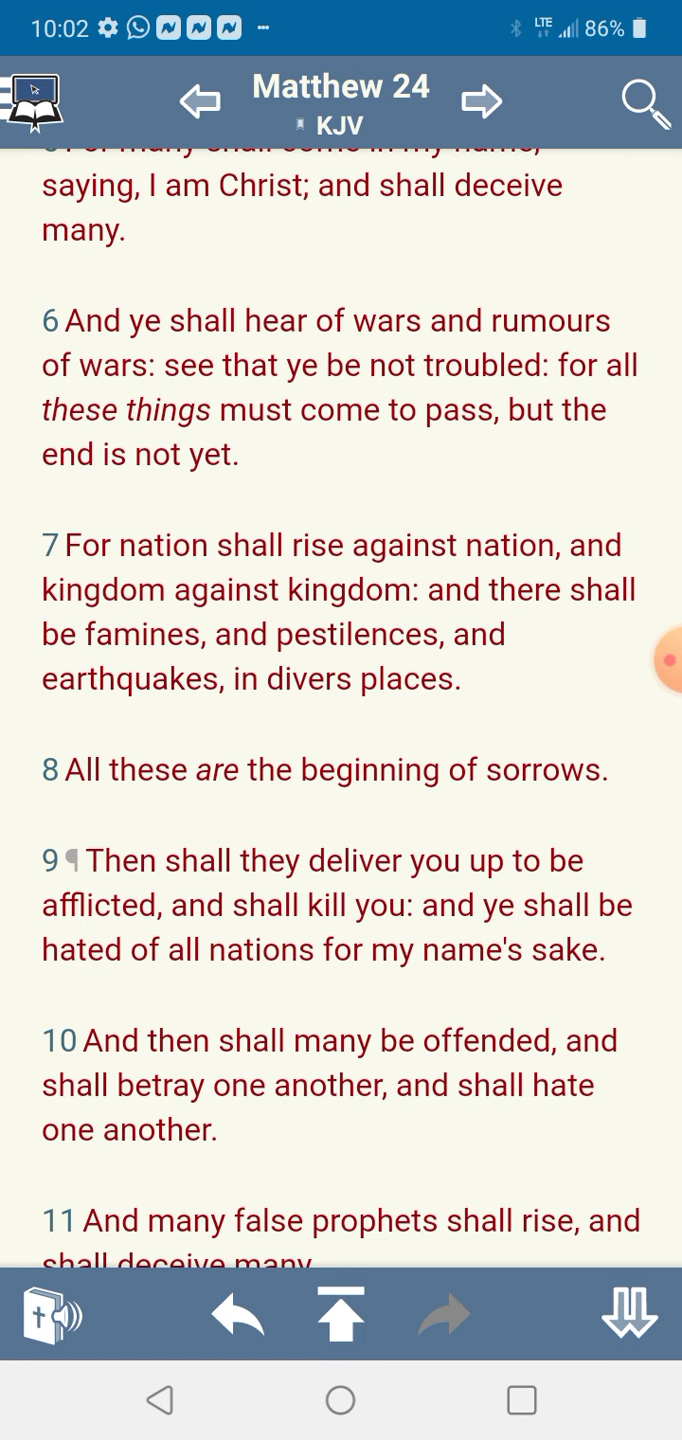 10:02 86%
LTE
Matthew 24
KJV
saying, I am Christ; and shall deceive
many.
6 And ye shall hear of wars and rumours
of wars: see that ye be not troubled: for all
these things must come to pass, but the
end is not yet.
7 For nation shall rise against nation, and
kingdom against kingdom: and there shall
be famines, and pestilences, and
earthquakes, in divers places.
8 All these are the beginning of sorrows.
9 ¶ Then shall they deliver you up to be
afflicted, and shall kill you: and ye shall be
hated of all nations for my name's sake.
10 And then shall many be offended, and
shall betray one another, and shall hate
one another.
11 And many false prophets shall rise, and
shall deceive many